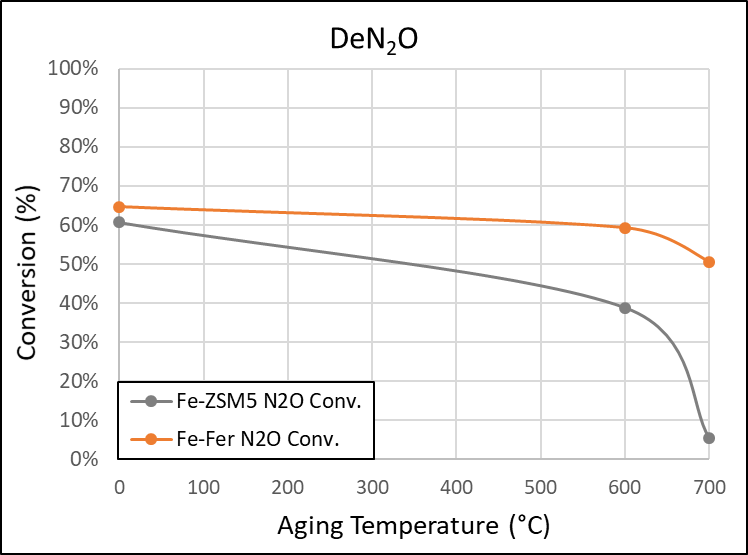 DeN₂O
100%
90%
80%
70%
60%
50%
40%
30%
20%
10%
0%
Conversion (%)
Fe-ZSM5 N2O Conv.
Fe-Fer N2O Conv.
0 100 200 300 400 500 600 700
Aging Temperature (°C)